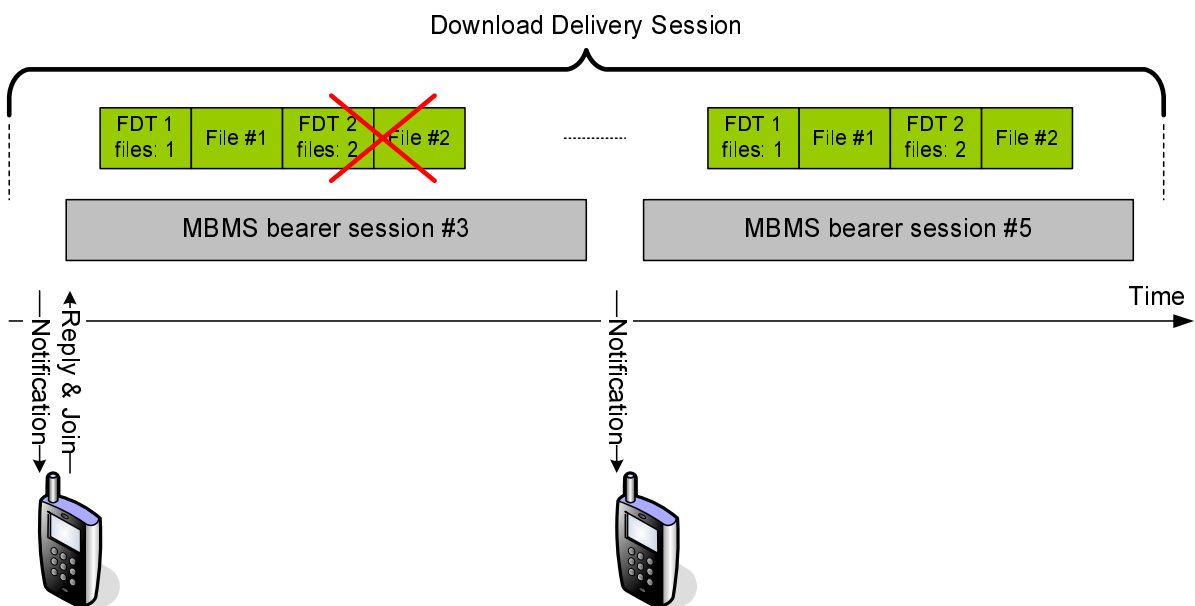 Download Delivery Session
FDT 1
files: 1
File #1
FDT 2
files: 2
File #2
FDT 1
files: 1
File #1
FDT 2
files: 2
File #2
MBMS bearer session #3
MBMS bearer session #5
Time
Notification
Reply & Join
Notification